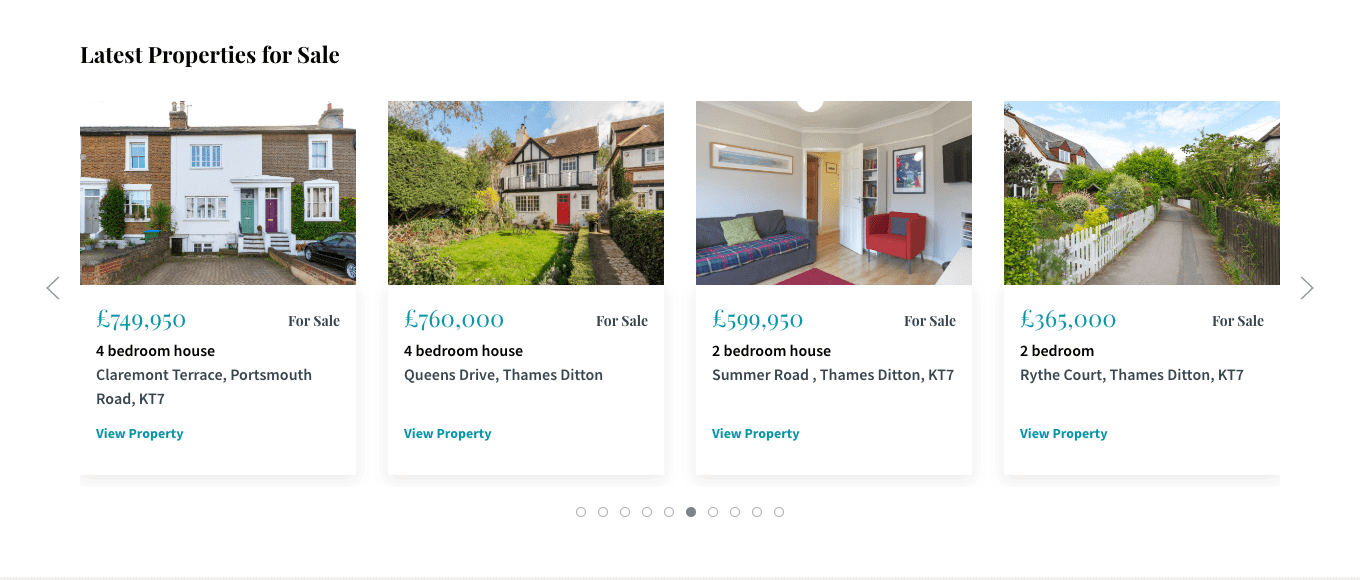 Latest Properties for Sale
£749,950
For Sale
4 bedroom house
Claremont Terrace, Portsmouth
Road, KT7
View Property
£760,000
For Sale
4 bedroom house
Queens Drive, Thames Ditton
View Property
£599,950
For Sale
2 bedroom house
Summer Road , Thames Ditton, KT7
View Property
£365,000
For Sale
2 bedroom
Rythe Court, Thames Ditton, KT7
View Property